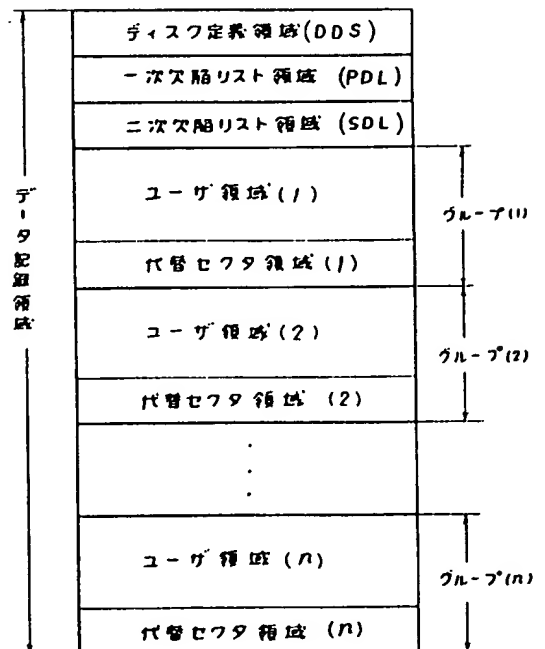 ディスク定義領域(DDS)
一次欠陥リスト領域 (PDL)
二次欠陥リスト領域 (SDL)
データ記録領域
ユーザ領域(1)
グループ(1)
代替セクタ領域(1)
ユーザ領域(2)
グループ(2)
代替セクタ領域 (2)
ユーザ領域 (n)
グループ(n)
代替セクタ領域 (n)